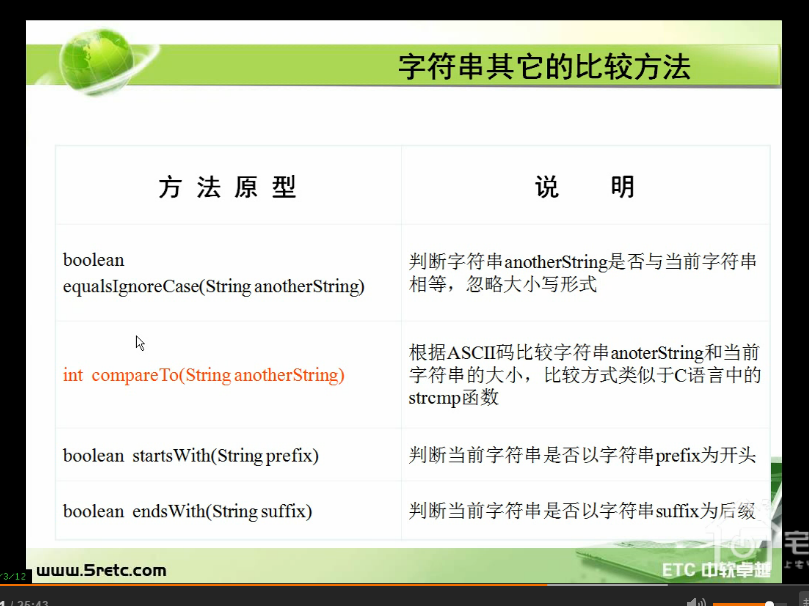 字符串其它的比较方法
方 法 原 型
说 明
boolean
equalsIgnoreCase(String anotherString)
判断字符串anotherString是否与当前字符串
相等，忽略大小写形式
int compareTo(String anotherString)
根据ASCII码比较字符串anoterString和当前
字符串的大小，比较方式类似于C语言中的
strcmp函数
boolean startsWith(String prefix)
判断当前字符串是否以字符串prefix为开头
boolean endsWith(String suffix)
判断当前字符串是否以字符串suffix为后缀
宅
上宅
/3/12
www.5retc.com
ETC 中软卓越
/ 25:43